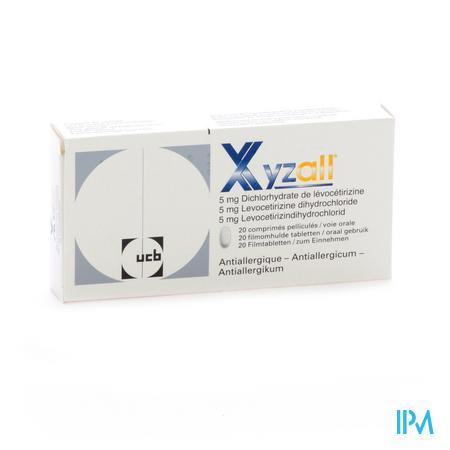 Xyzall®
5 mg Dichlorhydrate de lévocétirizine
5 mg Levocetirizine dihydrochloride
5 mg Levocetirizindihydrochlorid
20 comprimés pelliculés / voie orale
20 filmomhulde tabletten / oraal gebruik
20 Filmtabletten / zum Einnehmen
Antiallergique – Antiallergicum –
Antiallergikum
ucb
IPM